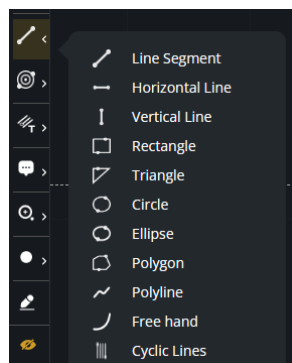 Line Segment
Horizontal Line
Vertical Line
Rectangle
Triangle
Circle
Ellipse
Polygon
Polyline
Free hand
Cyclic Lines
T